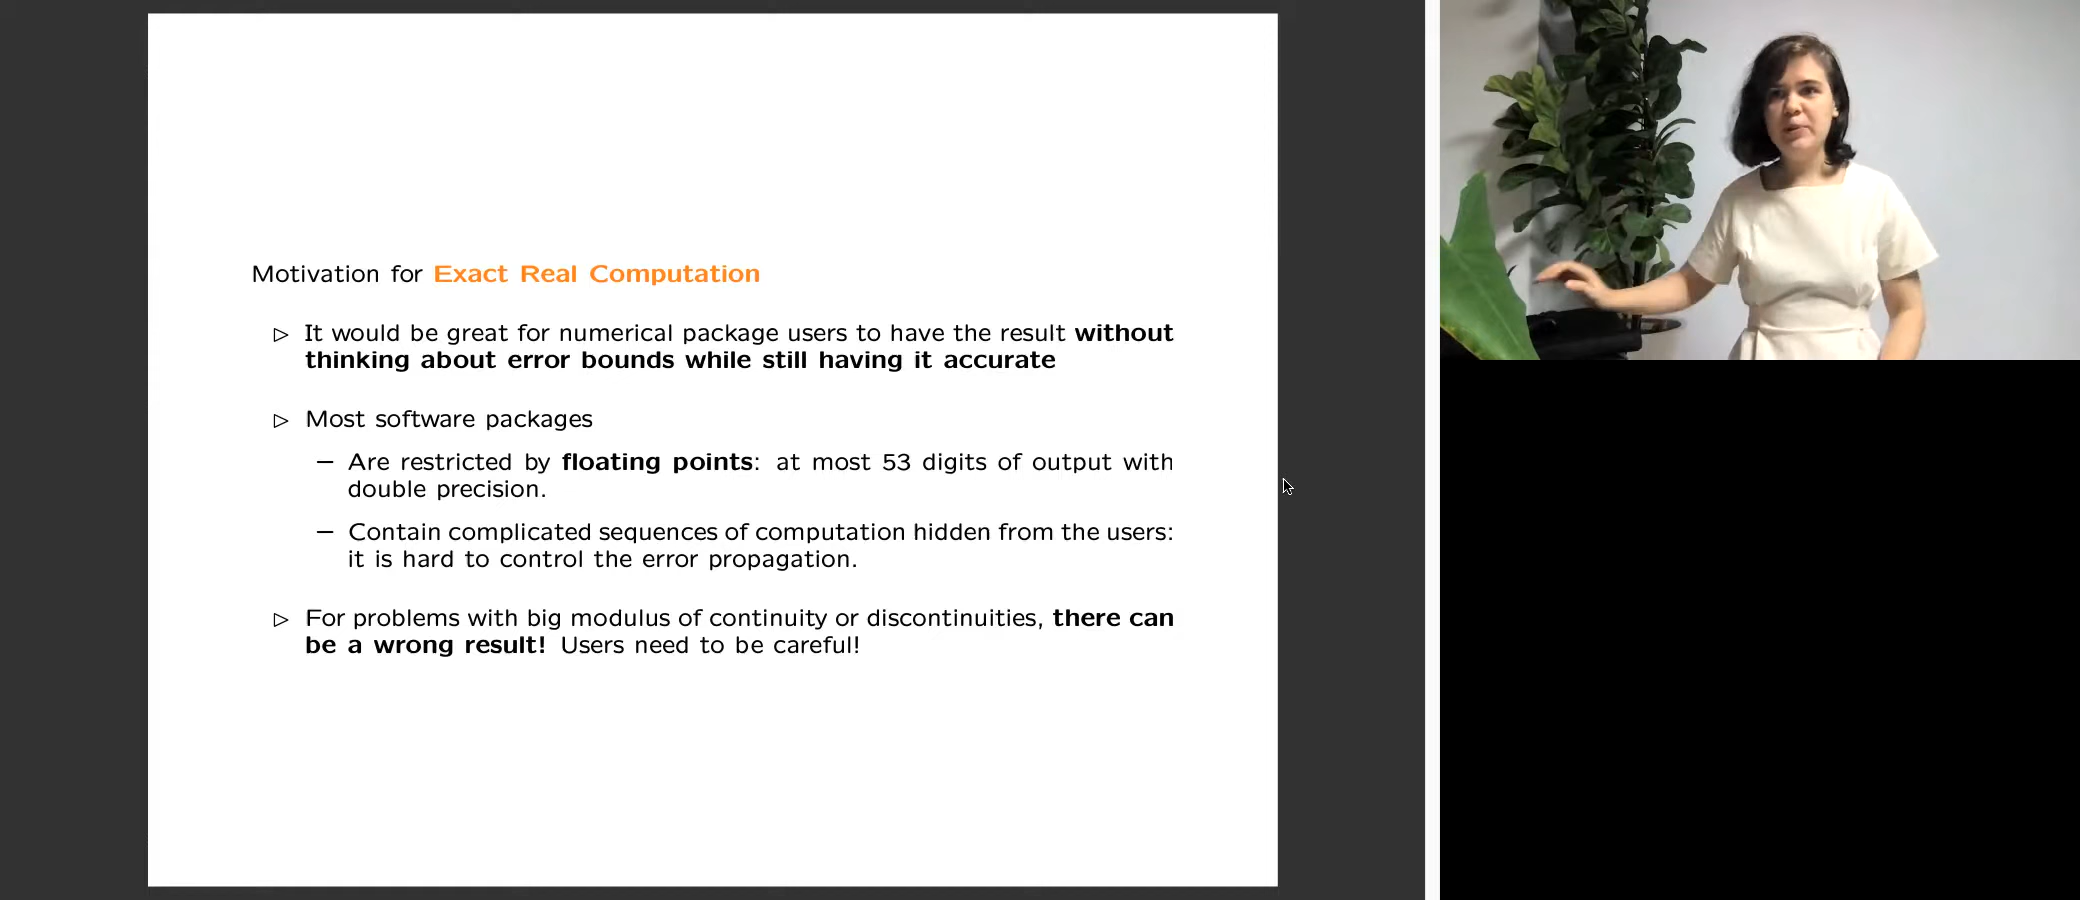 Motivation for Exact Real Computation
▷ It would be great for numerical package users to have the result without
thinking about error bounds while still having it accurate
▷ Most software packages
— Are restricted by floating points: at most 53 digits of output with
double precision.
— Contain complicated sequences of computation hidden from the users:
it is hard to control the error propagation.
▷ For problems with big modulus of continuity or discontinuities, there can
be a wrong result! Users need to be careful!